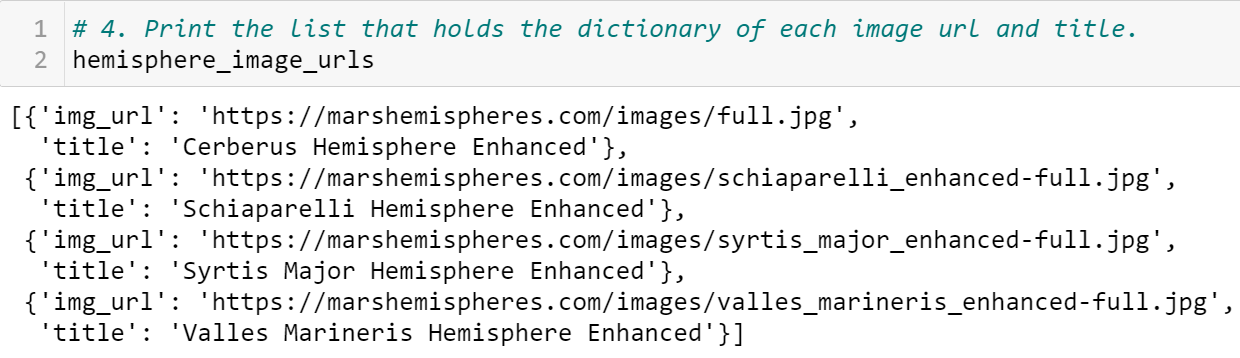 1 # 4. Print the list that holds the dictionary of each image url and title.
2 hemisphere_image_urls
[{'img_url': 'https://marshemispheres.com/images/full.jpg',
  'title': 'Cerberus Hemisphere Enhanced'},
 {'img_url': 'https://marshemispheres.com/images/schiaparelli_enhanced-full.jpg',
  'title': 'Schiaparelli Hemisphere Enhanced'},
 {'img_url': 'https://marshemispheres.com/images/syrtis_major_enhanced-full.jpg',
  'title': 'Syrtis Major Hemisphere Enhanced'},
 {'img_url': 'https://marshemispheres.com/images/valles_marineris_enhanced-full.jpg',
  'title': 'Valles Marineris Hemisphere Enhanced'}]